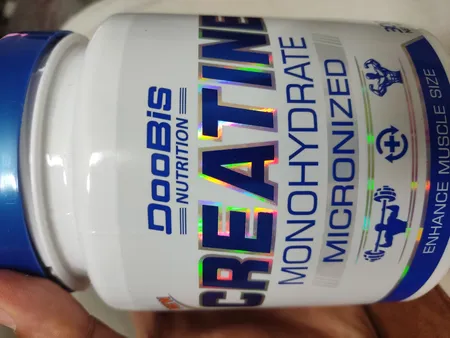 DooBis
NUTRITION
CREATINE
MONOHYDRATE
MICRONIZED
ENHANCE MUSCLE SIZE